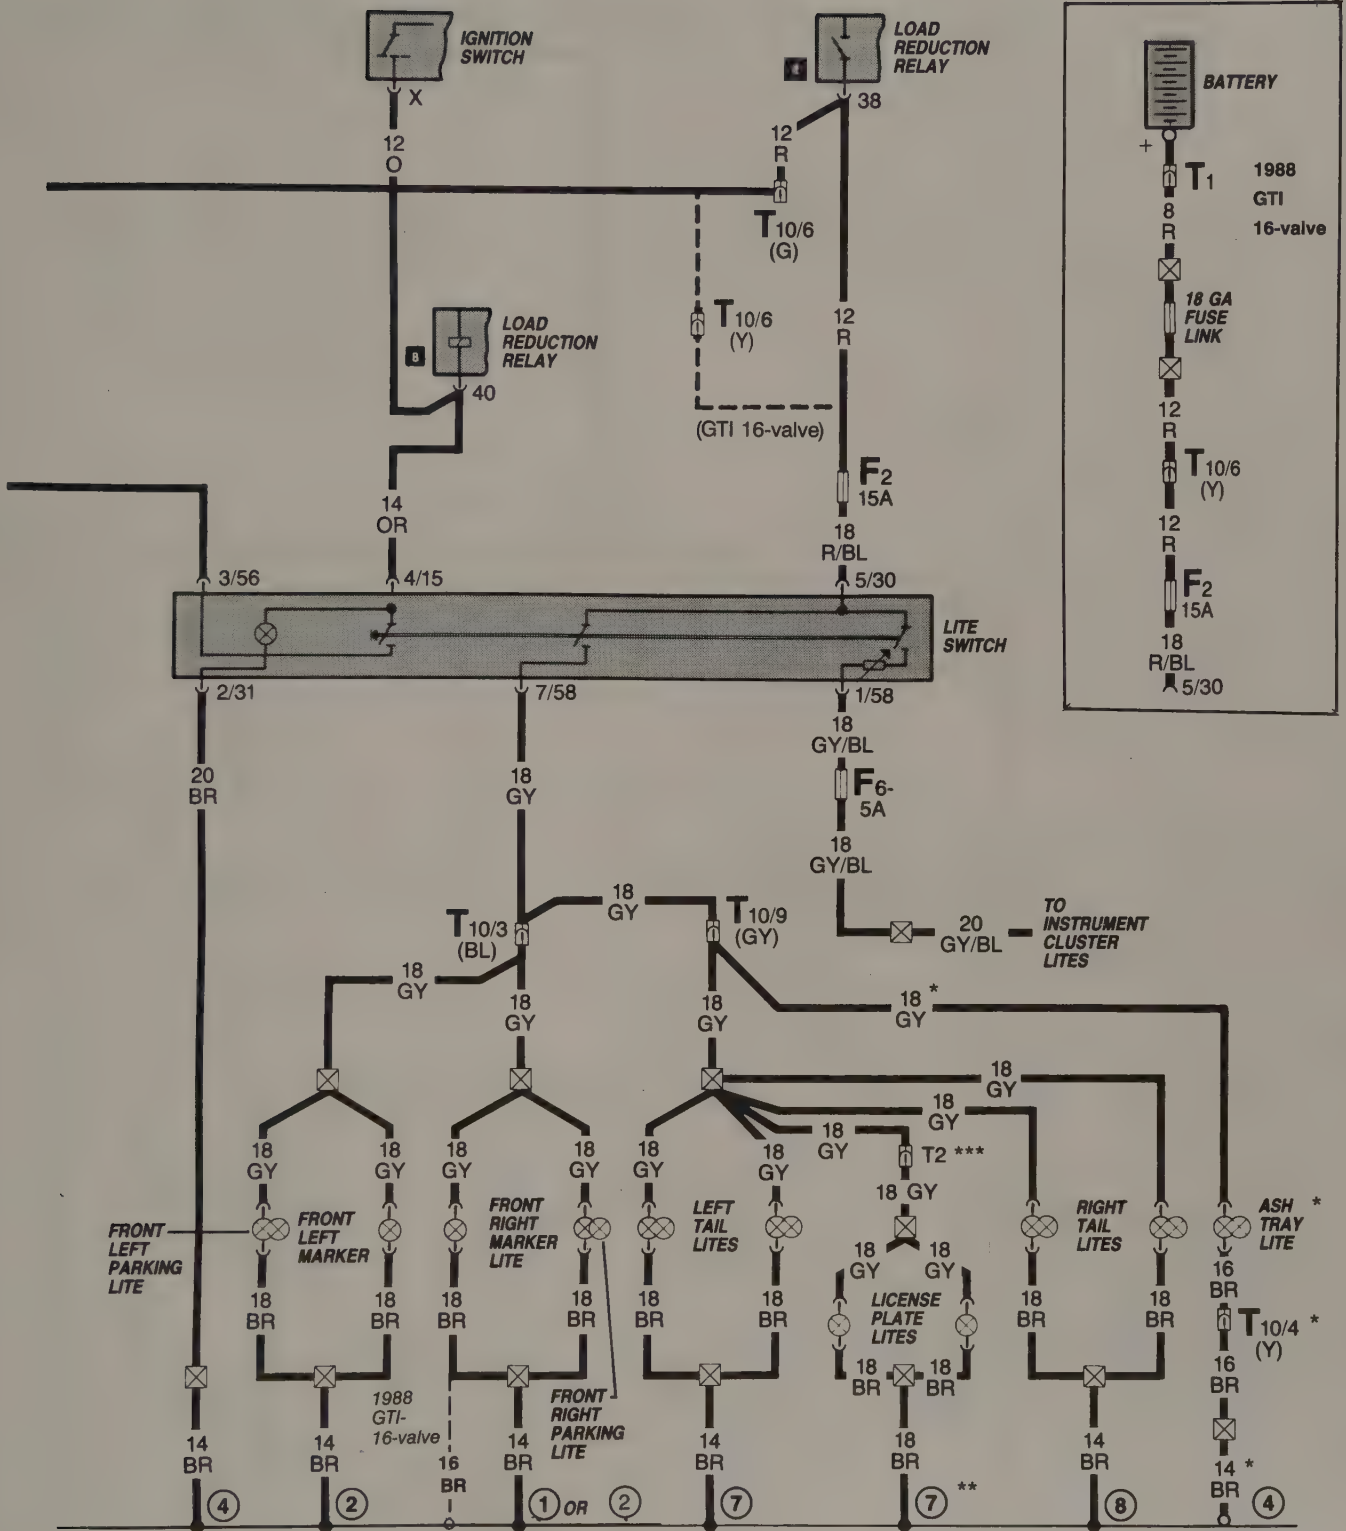 IGNITION
SWITCH
X
12
O
LOAD
REDUCTION
RELAY
38
12
R
T10/6
(G)
BATTERY
+
T1
1988
GTI
16-valve
8
R
18 GA
FUSE
LINK
12
R
T10/6
(Y)
12
R
F2
15A
18
R/BL
5/30
LOAD
REDUCTION
RELAY
8
40
T10/6
(Y)
(GTI 16-valve)
12
R
F2
15A
14
OR
18
R/BL
3/56
4/15
5/30
LITE
SWITCH
2/31
7/58
1/58
20
BR
18
GY
18
GY/BL
F6-
5A
18
GY/BL
20
GY/BL
TO
INSTRUMENT
CLUSTER
LITES
T10/3
(BL)
18
GY
T10/9
(GY)
18
GY
18
GY
18
GY
18 *
GY
18
GY
18
GY
18
GY
18
GY
18
GY
18
GY
18
GY
18
GY
18
GY
T2 ***
18 GY
18
GY
18
GY
FRONT
LEFT
PARKING
LITE
FRONT
LEFT
MARKER
FRONT
RIGHT
MARKER
LITE
LEFT
TAIL
LITES
LICENSE
PLATE
LITES
RIGHT
TAIL
LITES
ASH *
TRAY
LITE
18
BR
18
BR
18
BR
18
BR
18
BR
18
BR
18
BR
18
BR
18
BR
18
BR
16
BR
T10/4 *
(Y)
16
BR
1988
GTI-
16-valve
FRONT
RIGHT
PARKING
LITE
14
BR
14
BR
16
BR
14
BR
14
BR
18
BR
14
BR
14 *
BR
4
2
1 OR 2
7
7 **
8
4